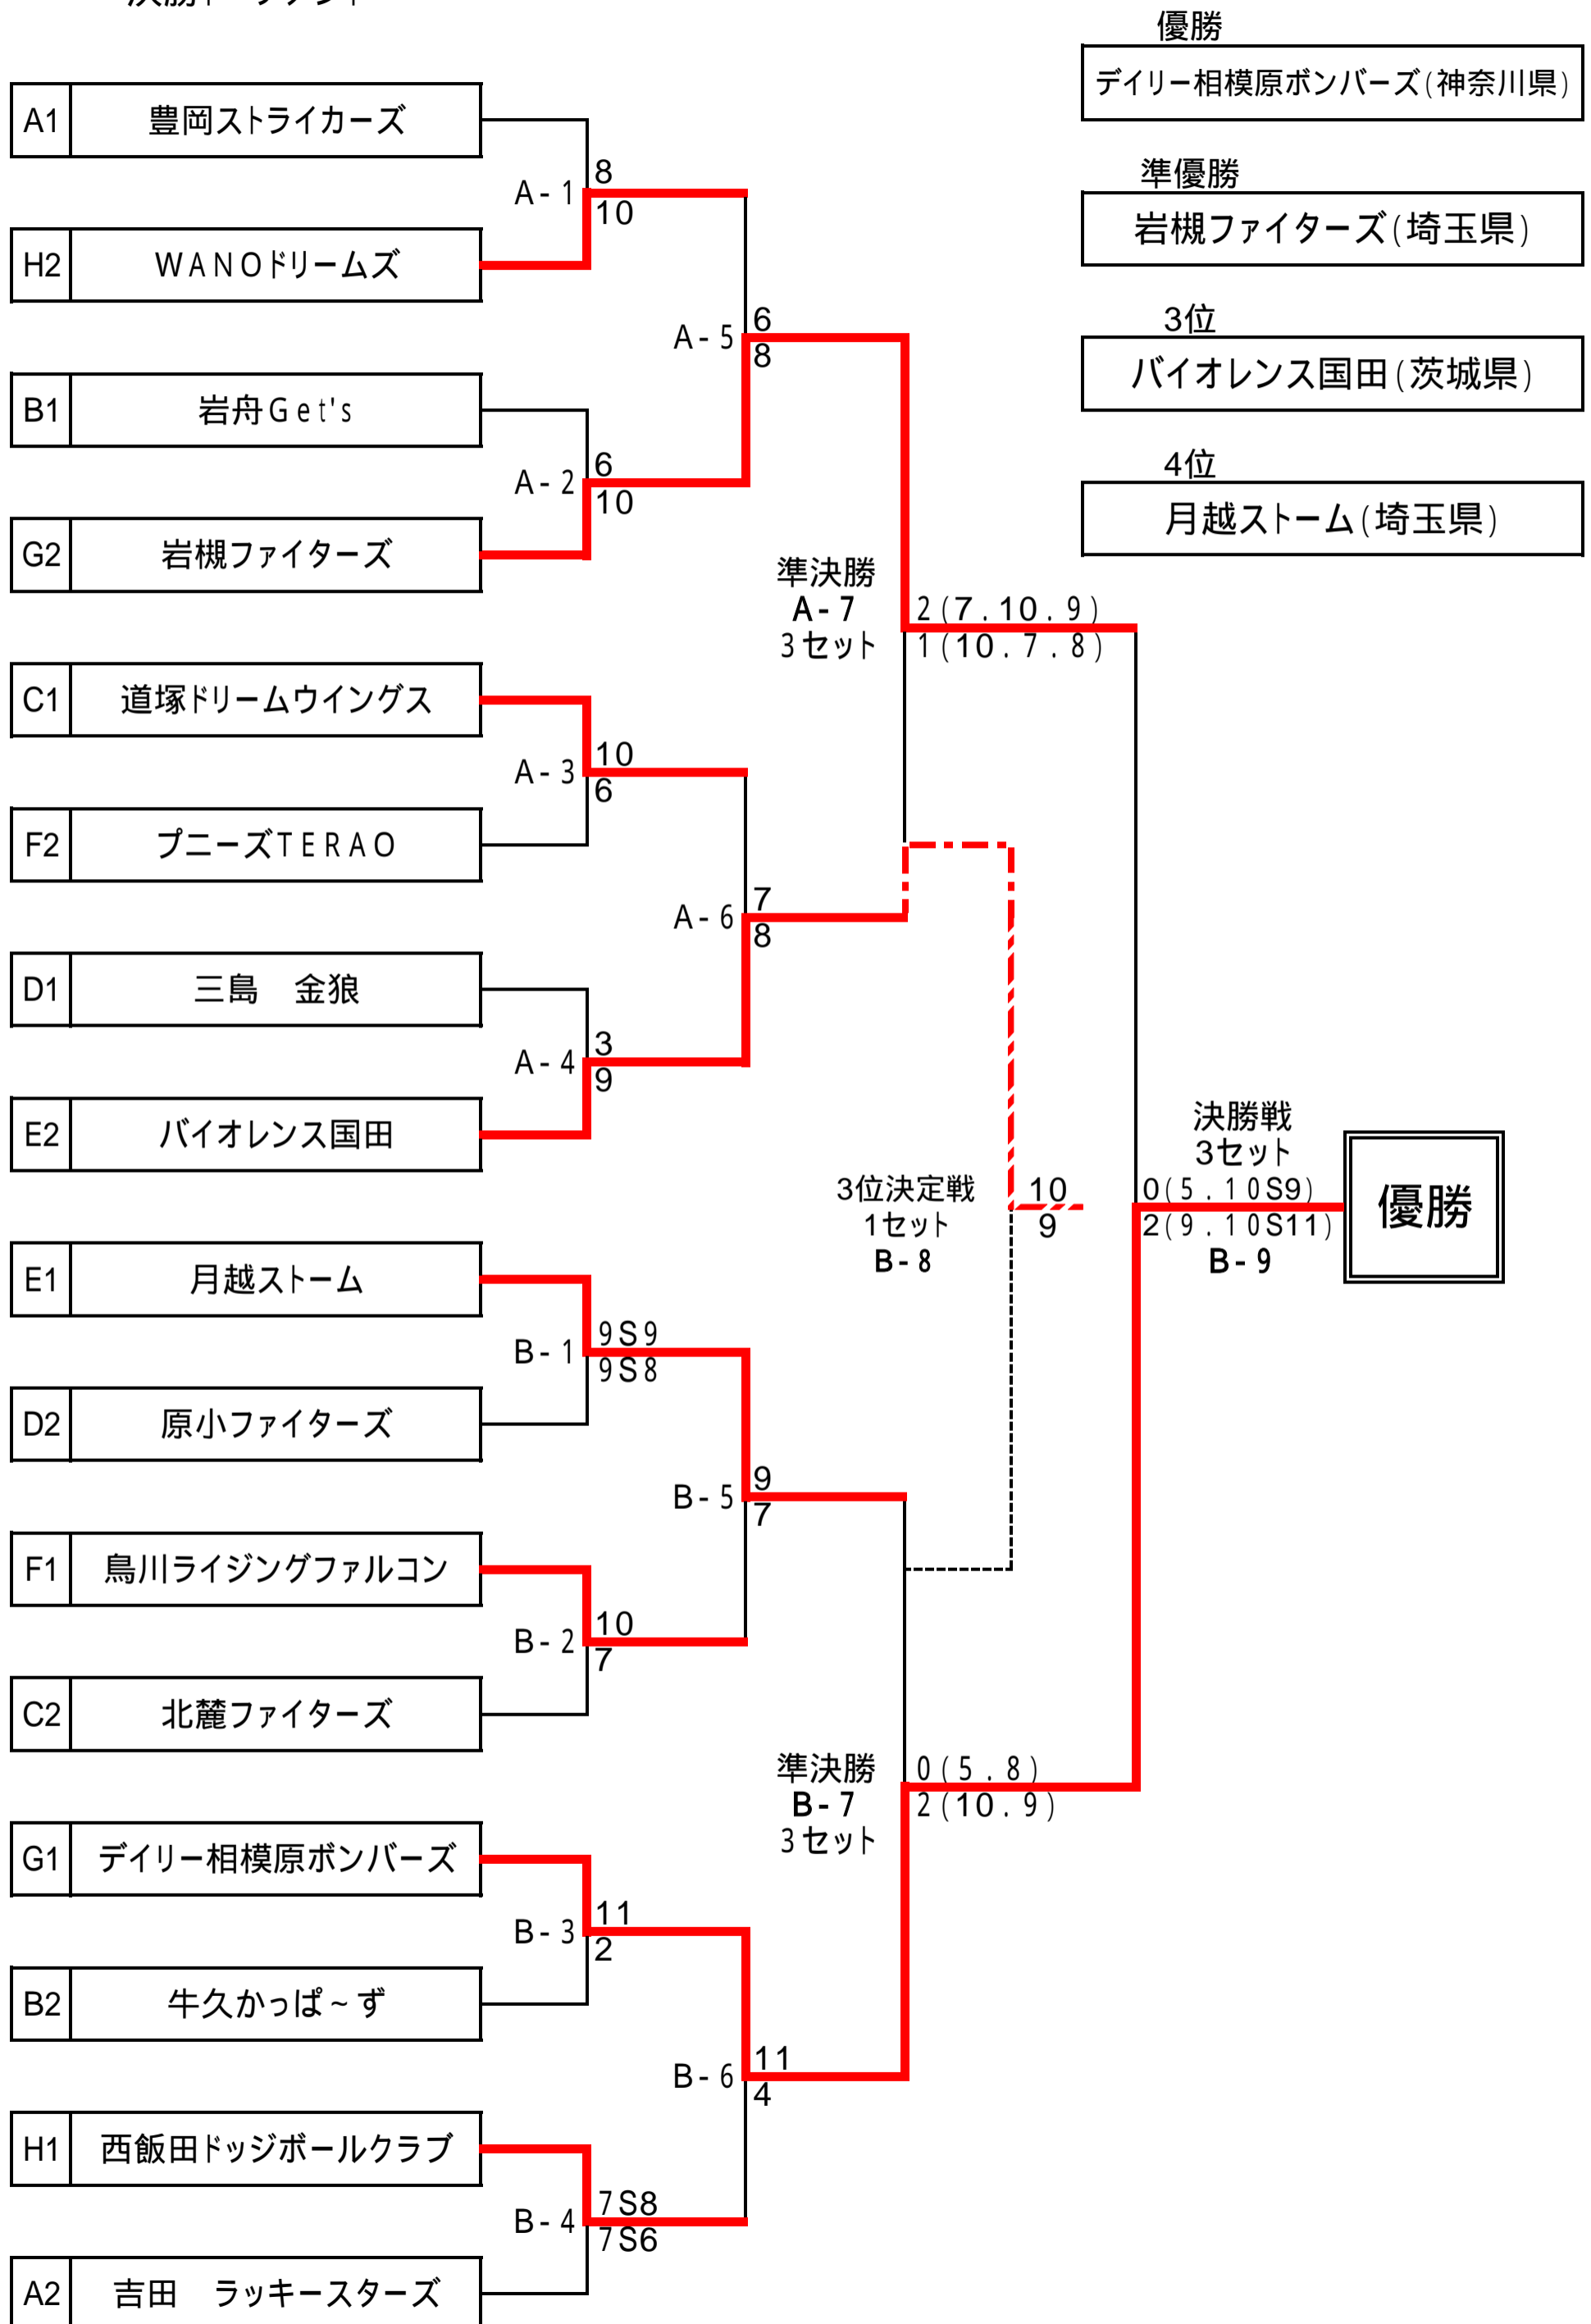 優勝
デイリー相模原ボンバーズ(神奈川県)
準優勝
岩槻ファイターズ(埼玉県)
3位
バイオレンス国田(茨城県)
4位
月越ストーム(埼玉県)
A1 豊岡ストライカーズ
A-1
8
10
H2 WANOドリームズ
A-5
6
8
B1 岩舟Get's
A-2
6
10
G2 岩槻ファイターズ
準決勝
A-7
3セット
2(7.10.9)
1(10.7.8)
C1 道塚ドリームウイングス
A-3
10
6
F2 プニーズTERAO
A-6
7
8
D1 三島　金狼
A-4
3
9
E2 バイオレンス国田
3位決定戦
1セット
B-8
10
9
決勝戦
3セット
0(5.10S9)
2(9.10S11)
B-9
優勝
E1 月越ストーム
B-1
9S9
9S8
D2 原小ファイターズ
B-5
9
7
F1 鳥川ライジングファルコン
B-2
10
7
C2 北麓ファイターズ
準決勝
B-7
3セット
0(5.8)
2(10.9)
G1 デイリー相模原ボンバーズ
B-3
11
2
B2 牛久かっぱ~ず
B-6
11
4
H1 西飯田ドッジボールクラブ
B-4
7S8
7S6
A2 吉田　ラッキースターズ